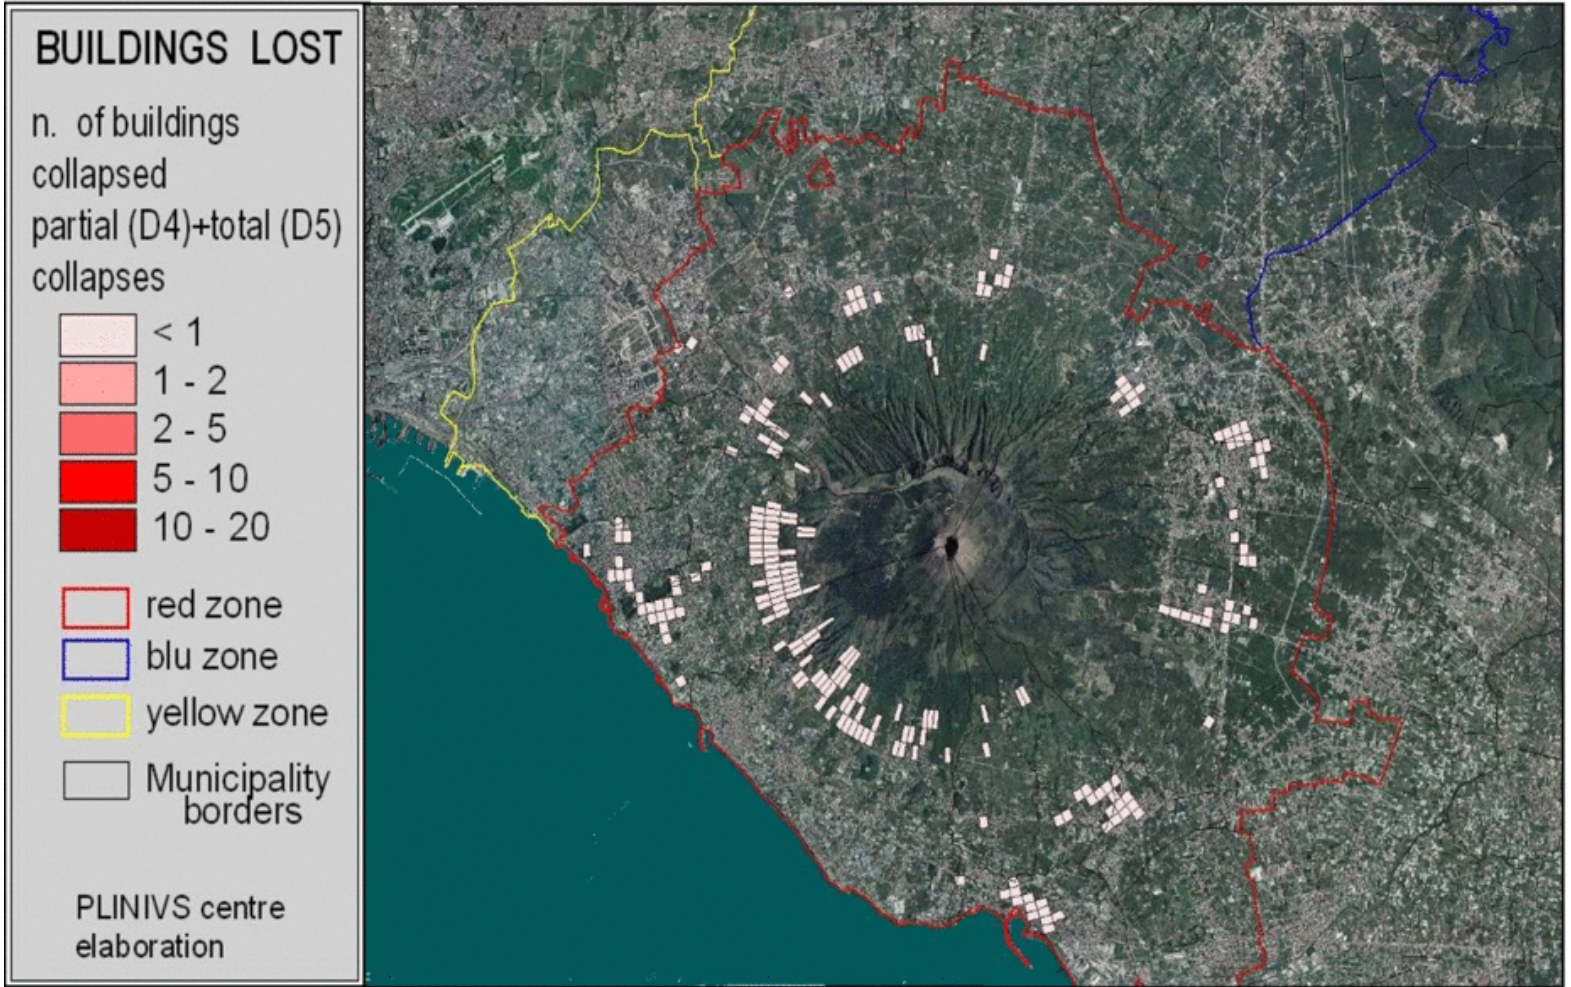 BUILDINGS LOST
n. of buildings
collapsed
partial (D4)+total (D5)
collapses
< 1
1 - 2
2 - 5
5 - 10
10 - 20
red zone
blu zone
yellow zone
Municipality
borders
PLINIVS centre
elaboration